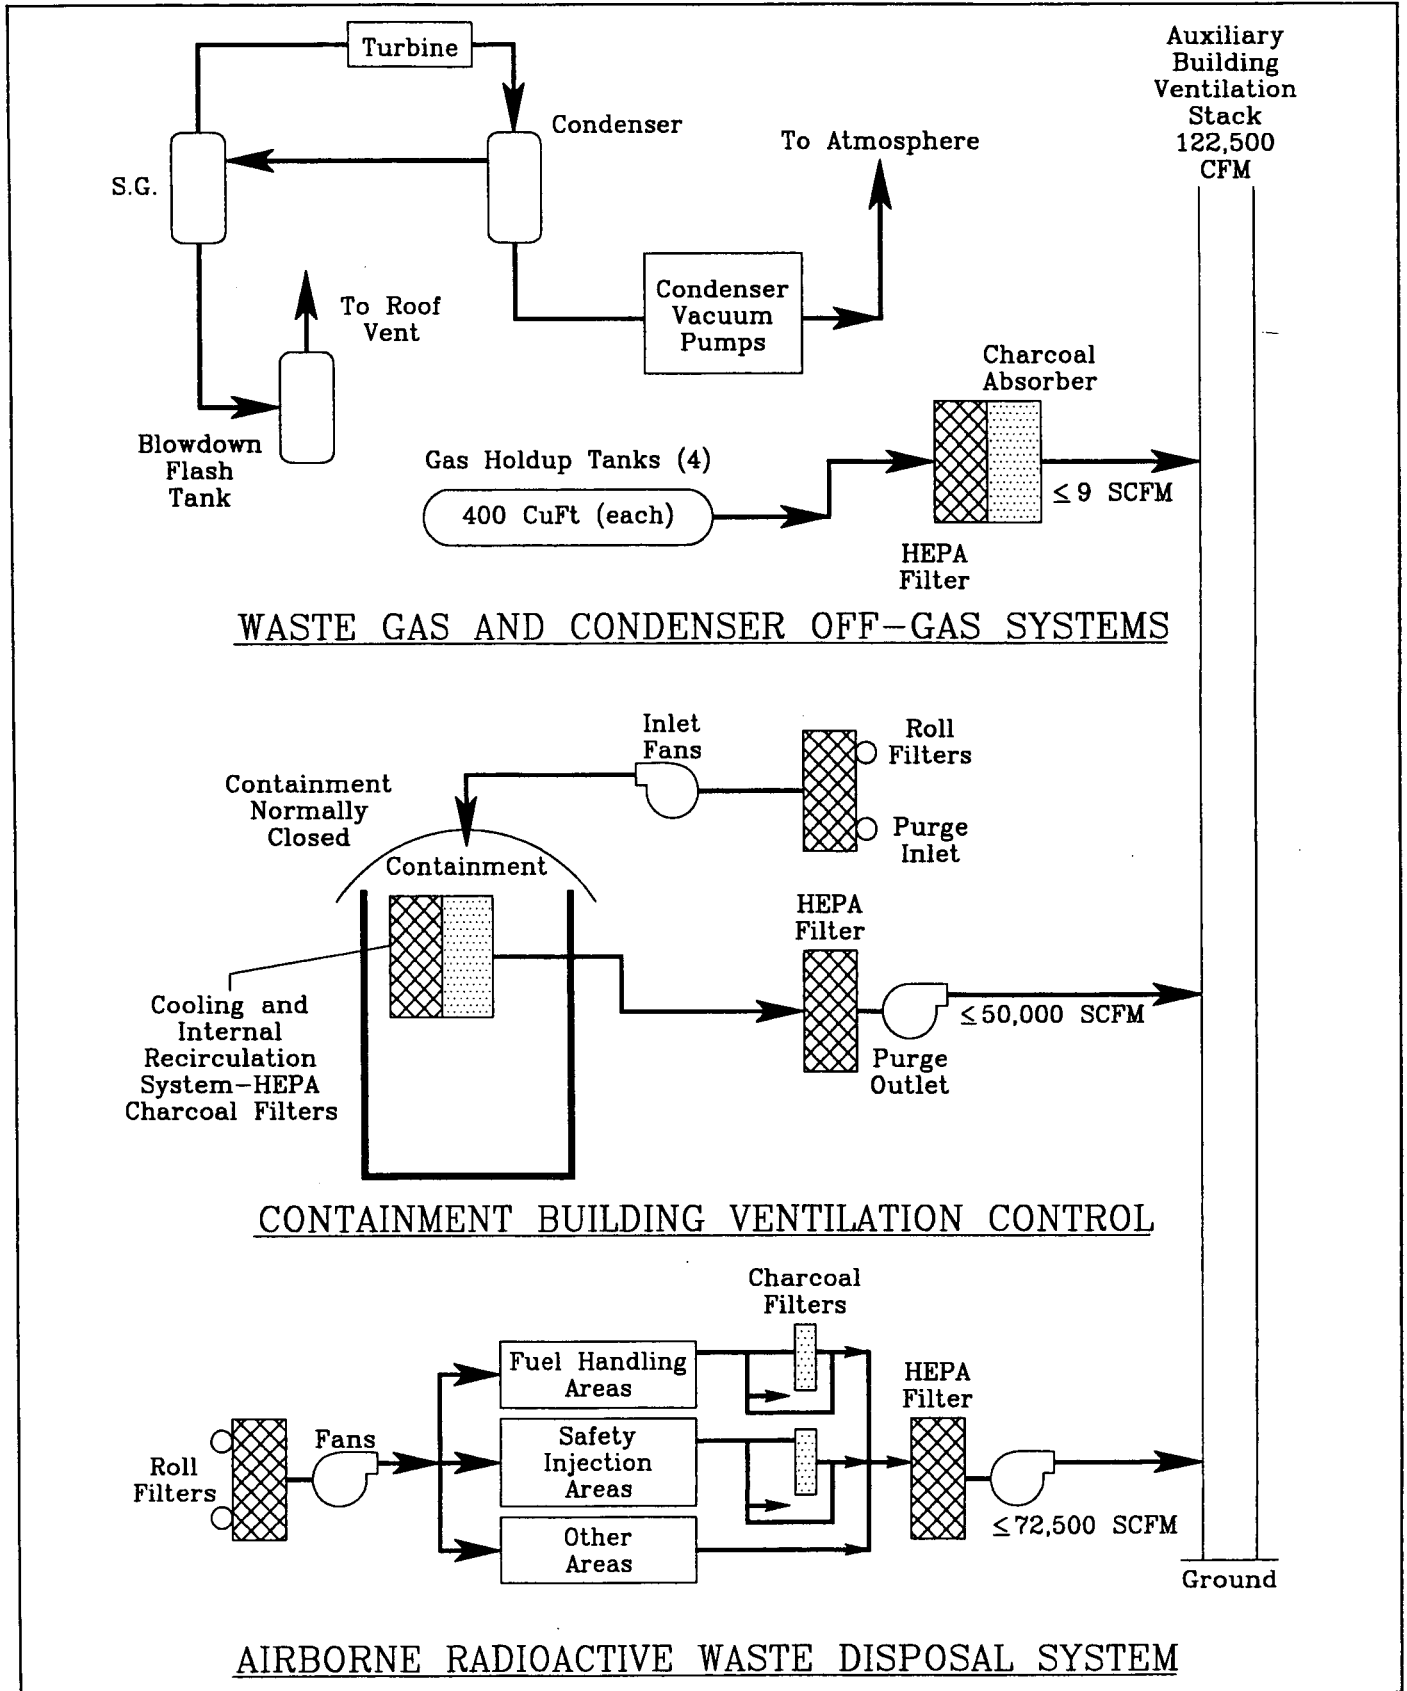 Turbine
Condenser
S.G.
To Atmosphere
Auxiliary
Building
Ventilation
Stack
122,500
CFM
To Roof
Vent
Condenser
Vacuum
Pumps
Charcoal
Absorber
Blowdown
Flash
Tank
Gas Holdup Tanks (4)
400 CuFt (each)
≤9 SCFM
HEPA
Filter
WASTE GAS AND CONDENSER OFF-GAS SYSTEMS
Inlet
Fans
Roll
Filters
Containment
Normally
Closed
Purge
Inlet
Containment
HEPA
Filter
Cooling and
Internal
Recirculation
System-HEPA
Charcoal Filters
≤50,000 SCFM
Purge
Outlet
CONTAINMENT BUILDING VENTILATION CONTROL
Charcoal
Filters
Fuel Handling
Areas
HEPA
Filter
Roll
Filters
Fans
Safety
Injection
Areas
Other
Areas
≤72,500 SCFM
Ground
AIRBORNE RADIOACTIVE WASTE DISPOSAL SYSTEM